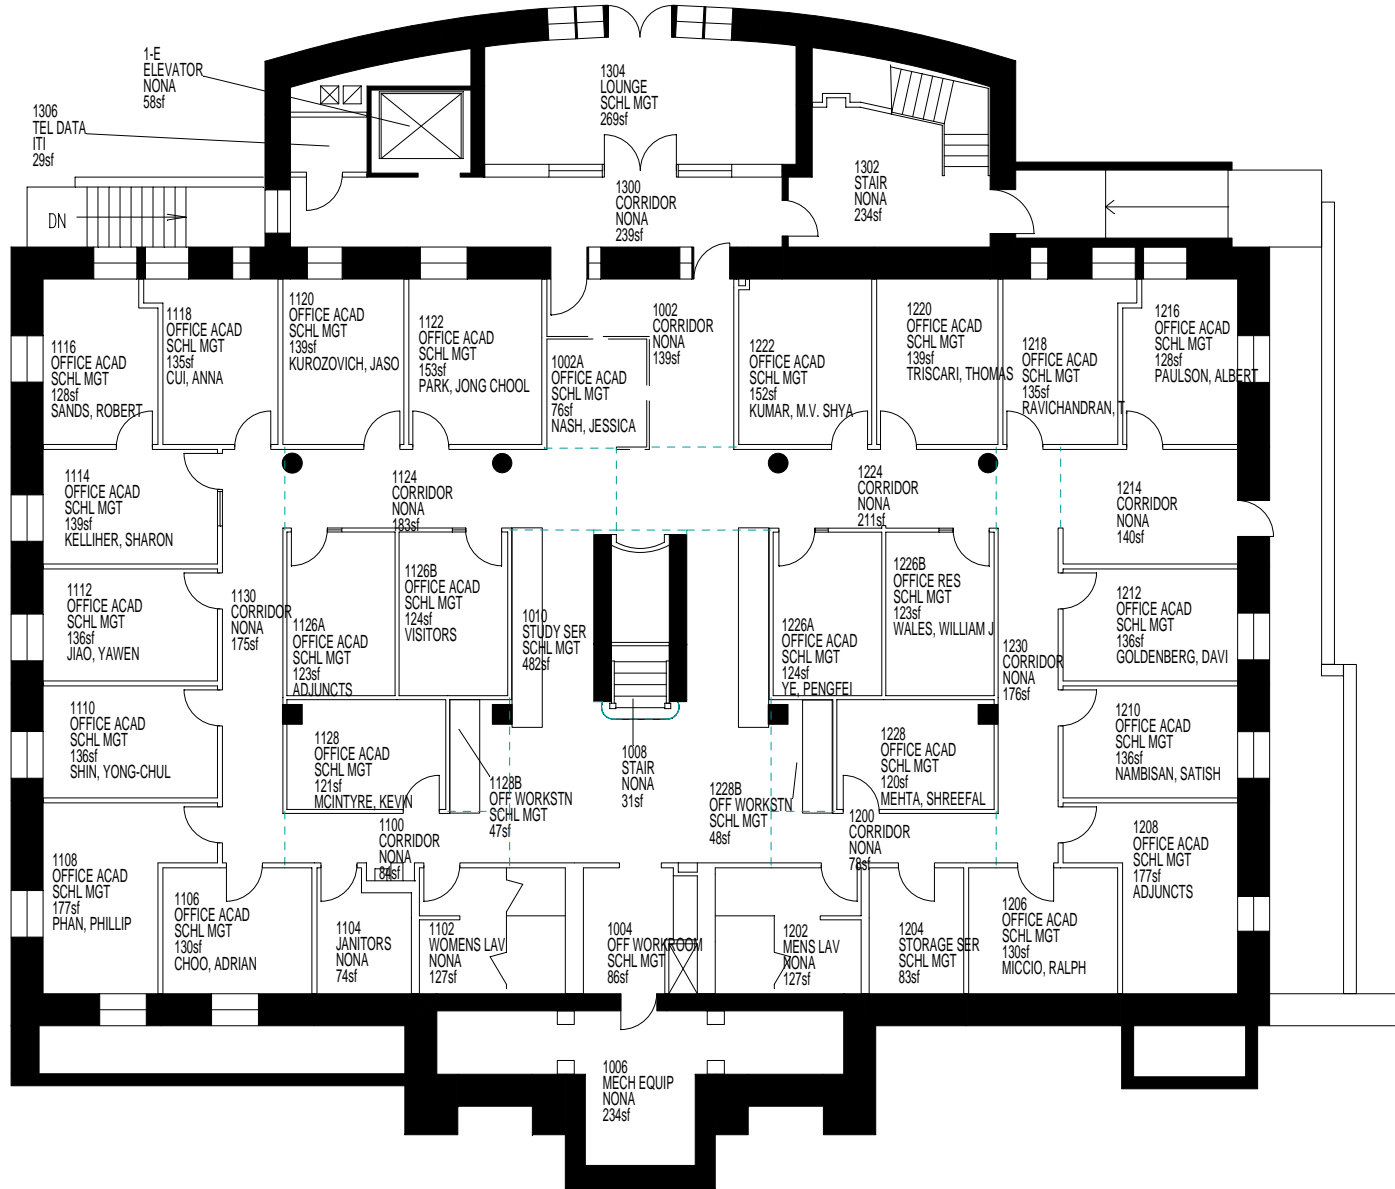 1-E
ELEVATOR
NONA
58sf
1306
TEL DATA
ITI
29sf
1304
LOUNGE
SCHL MGT
269sf
1302
STAIR
NONA
234sf
1300
CORRIDOR
NONA
239sf
DN
1116
OFFICE ACAD
SCHL MGT
128sf
SANDS, ROBERT
1118
OFFICE ACAD
SCHL MGT
135sf
CUI, ANNA
1120
OFFICE ACAD
SCHL MGT
139sf
KUROZOVICH, JASO
1122
OFFICE ACAD
SCHL MGT
153sf
PARK, JONG CHOOL
1002A
OFFICE ACAD
SCHL MGT
76sf
NASH, JESSICA
1002
CORRIDOR
NONA
139sf
1222
OFFICE ACAD
SCHL MGT
152sf
KUMAR, M.V. SHYA
1220
OFFICE ACAD
SCHL MGT
139sf
TRISCARI, THOMAS
1218
OFFICE ACAD
SCHL MGT
135sf
RAVICHANDRAN, T.
1216
OFFICE ACAD
SCHL MGT
128sf
PAULSON, ALBERT
1114
OFFICE ACAD
SCHL MGT
139sf
KELLIHER, SHARON
1124
CORRIDOR
NONA
183sf
1224
CORRIDOR
NONA
211sf
1214
CORRIDOR
NONA
140sf
1112
OFFICE ACAD
SCHL MGT
136sf
JIAO, YAWEN
1130
CORRIDOR
NONA
175sf
1126A
OFFICE ACAD
SCHL MGT
123sf
ADJUNCTS
1126B
OFFICE ACAD
SCHL MGT
124sf
VISITORS
1010
STUDY SER
SCHL MGT
482sf
1226A
OFFICE ACAD
SCHL MGT
124sf
YE, PENGFEI
1226B
OFFICE RES
SCHL MGT
123sf
WALES, WILLIAM J
1230
CORRIDOR
NONA
176sf
1212
OFFICE ACAD
SCHL MGT
136sf
GOLDENBERG, DAVI
1110
OFFICE ACAD
SCHL MGT
136sf
SHIN, YONG-CHUL
1128
OFFICE ACAD
SCHL MGT
121sf
MCINTYRE, KEVIN
1128B
OFF WORKSTN
SCHL MGT
47sf
1008
STAIR
NONA
31sf
1228B
OFF WORKSTN
SCHL MGT
48sf
1228
OFFICE ACAD
SCHL MGT
120sf
MEHTA, SHREEFAL
1210
OFFICE ACAD
SCHL MGT
136sf
NAMBISAN, SATISH
1108
OFFICE ACAD
SCHL MGT
177sf
PHAN, PHILLIP
1100
CORRIDOR
NONA
84sf
1200
CORRIDOR
NONA
78sf
1208
OFFICE ACAD
SCHL MGT
177sf
ADJUNCTS
1106
OFFICE ACAD
SCHL MGT
130sf
CHOO, ADRIAN
1104
JANITORS
NONA
74sf
1102
WOMENS LAV
NONA
127sf
1004
OFF WORKROOM
SCHL MGT
86sf
1202
MENS LAV
NONA
127sf
1204
STORAGE SER
SCHL MGT
83sf
1206
OFFICE ACAD
SCHL MGT
130sf
MICCIO, RALPH
1006
MECH EQUIP
NONA
234sf